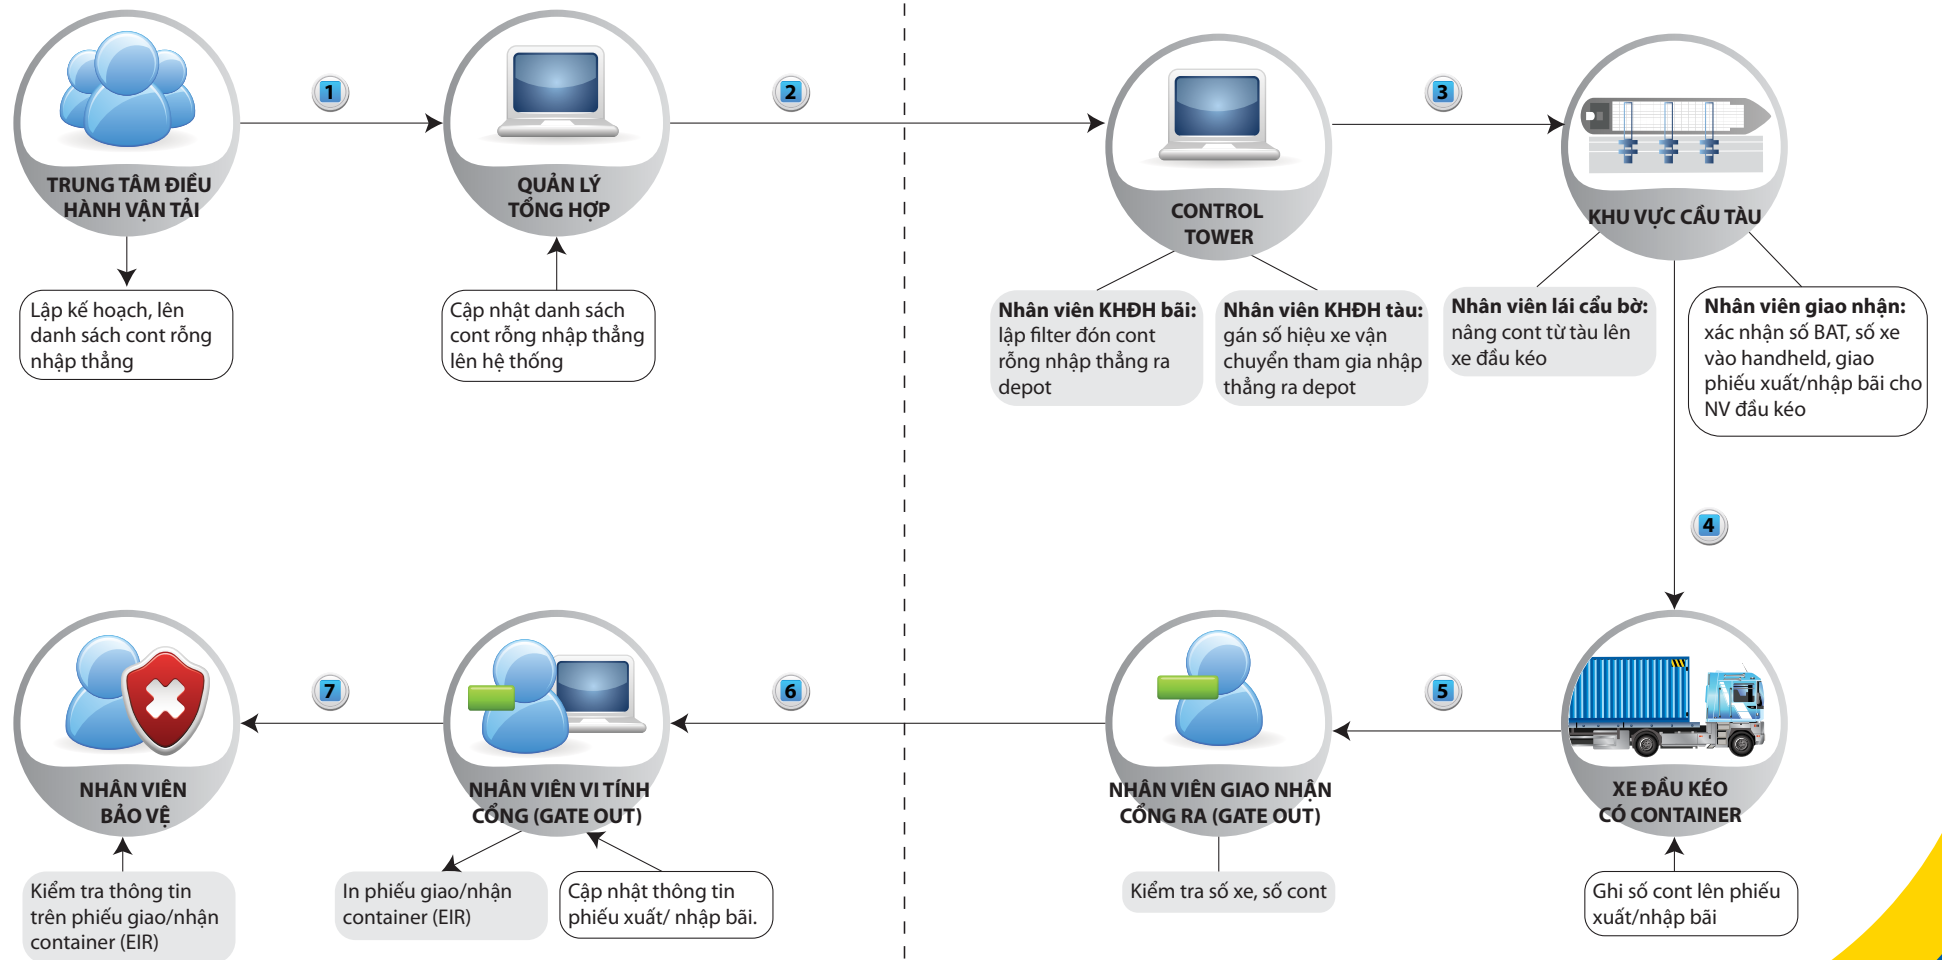 1
2
3
TRUNG TÂM ĐIỀU
HÀNH VẬN TẢI
QUẢN LÝ
TỔNG HỢP
CONTROL
TOWER
KHU VỰC CẦU TÀU
Lập kế hoạch, lên
danh sách cont rỗng
nhập thẳng
Cập nhật danh sách
cont rỗng nhập thẳng
lên hệ thống
Nhân viên KHĐH bãi:
lập filter đón cont
rỗng nhập thẳng ra
depot
Nhân viên KHĐH tàu:
gán số hiệu xe vận
chuyển tham gia nhập
thẳng ra depot
Nhân viên lái cẩu bờ:
nâng cont từ tàu lên
xe đầu kéo
Nhân viên giao nhận:
xác nhận số BAT, số xe
vào handheld, giao
phiếu xuất/nhập bãi cho
NV đầu kéo
4
7
6
5
NHÂN VIÊN
BẢO VỆ
NHÂN VIÊN VI TÍNH
CỔNG (GATE OUT)
NHÂN VIÊN GIAO NHẬN
CỔNG RA (GATE OUT)
XE ĐẦU KÉO
CÓ CONTAINER
Kiểm tra thông tin
trên phiếu giao/nhận
container (EIR)
In phiếu giao/nhận
container (EIR)
Cập nhật thông tin
phiếu xuất/ nhập bãi.
Kiểm tra số xe, số cont
Ghi số cont lên phiếu
xuất/nhập bãi